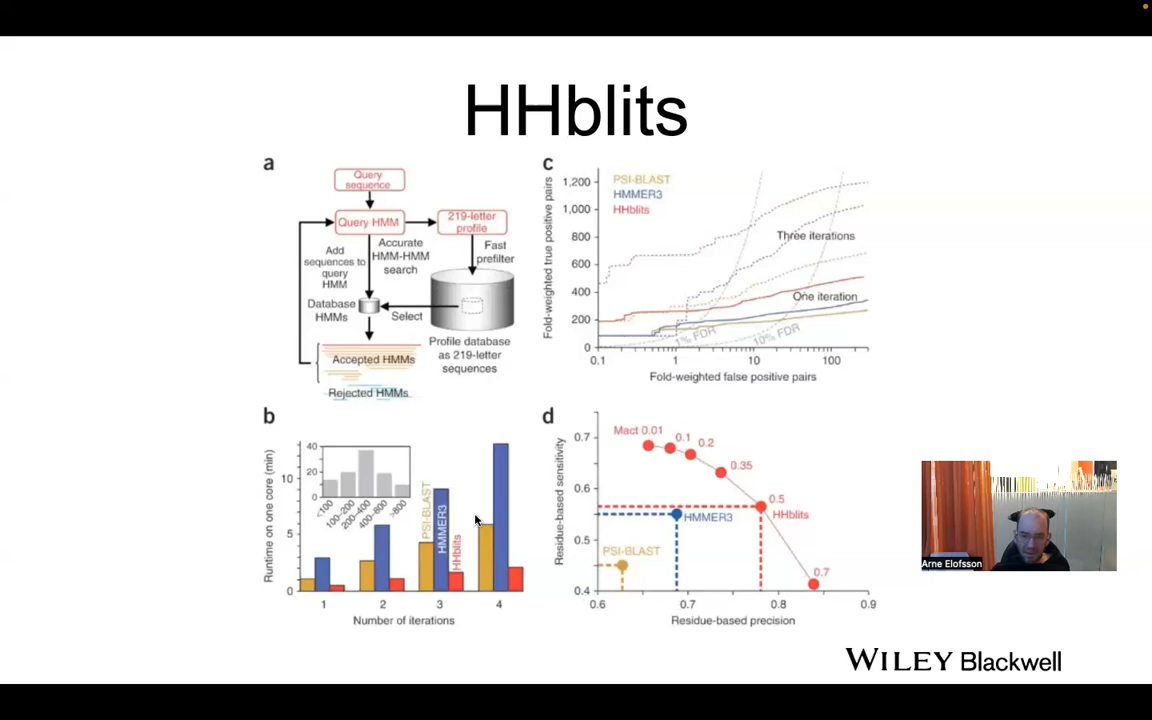 HHblits
a
Query
sequence
Query HMM
219-letter
profile
Add
sequences to
query
HMM
Accurate
HMM-HMM
search
Fast
prefilter
Database
HMMs
Select
Profile database
as 219-letter
sequences
Accepted HMMs
Rejected HMMs
c
Fold-weighted true positive pairs
1,200
1,000
800
600
400
200
0
PSI-BLAST
HMMER3
HHblits
Three iterations
One iteration
1% FDR
10% FDR
0.1
1
10
100
Fold-weighted false positive pairs
b
Runtime on one core (min)
10
5
0
40
20
0
<100
100–200
200–400
400–800
>800
PSI-BLAST
HMMER3
HHblits
1
2
3
4
Number of iterations
d
Residue-based sensitivity
0.7
0.6
0.5
0.4
Mact 0.01
0.1
0.2
0.35
0.5
HHblits
HMMER3
PSI-BLAST
0.7
0.6
0.7
0.8
0.9
Residue-based precision
Arne Elofsson
WILEY Blackwell